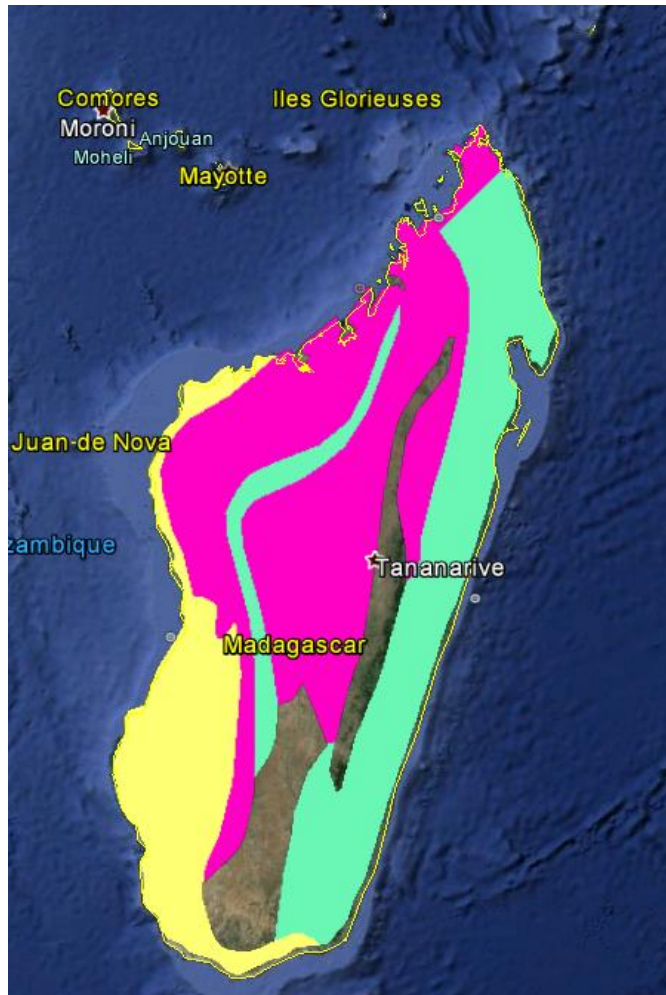 Comores
Iles Glorieuses
Moroni
Anjouan
Moheli
Mayotte
Juan-de Nova
zambique
Tananarive
Madagascar